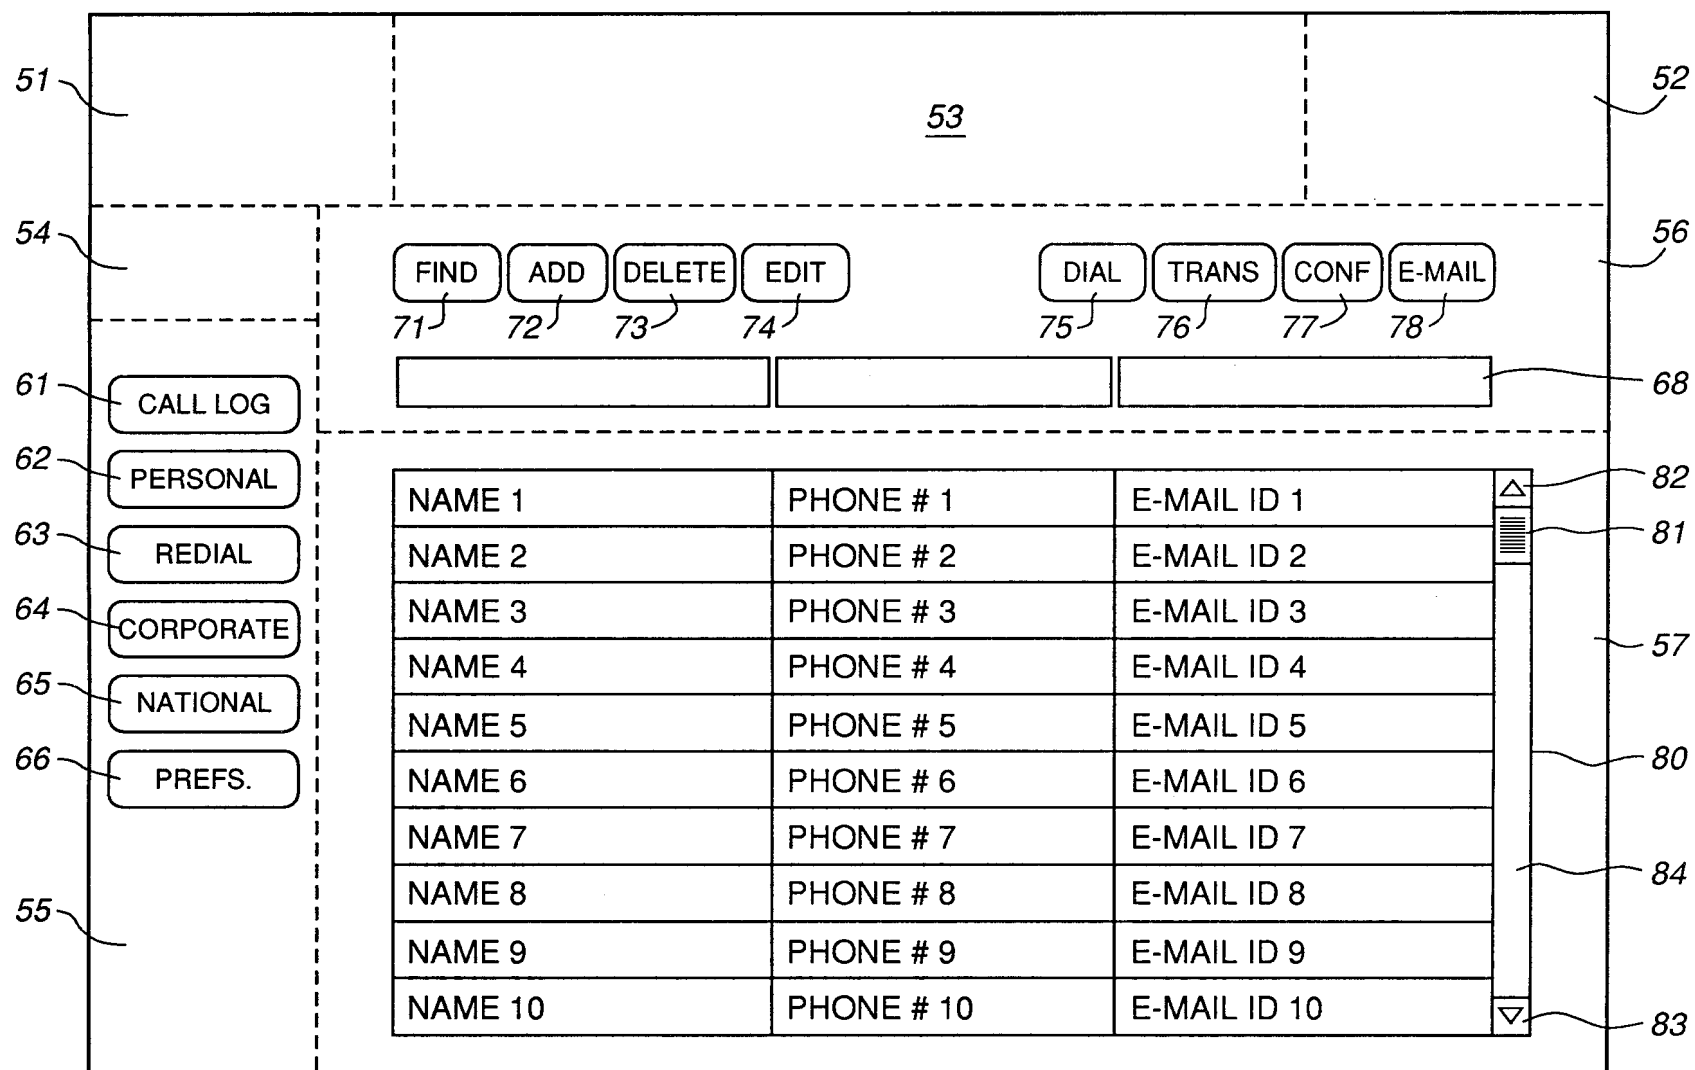 51
53
52
54
56
FIND ADD DELETE EDIT DIAL TRANS CONF E-MAIL
71 72 73 74 75 76 77 78
61
CALL LOG
68
62
PERSONAL
63
REDIAL
64
CORPORATE
65
NATIONAL
66
PREFS.
55
NAME 1 PHONE # 1 E-MAIL ID 1
NAME 2 PHONE # 2 E-MAIL ID 2
NAME 3 PHONE # 3 E-MAIL ID 3
NAME 4 PHONE # 4 E-MAIL ID 4
NAME 5 PHONE # 5 E-MAIL ID 5
NAME 6 PHONE # 6 E-MAIL ID 6
NAME 7 PHONE # 7 E-MAIL ID 7
NAME 8 PHONE # 8 E-MAIL ID 8
NAME 9 PHONE # 9 E-MAIL ID 9
NAME 10 PHONE # 10 E-MAIL ID 10
82
81
57
80
84
83